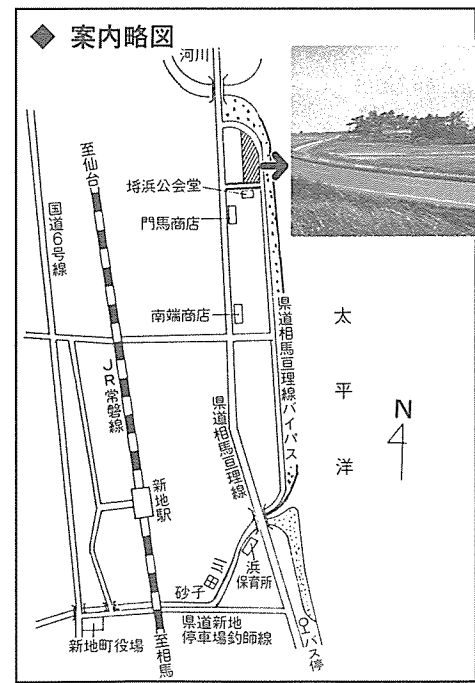 ◆ 案内略図
河川
至仙台
国道6号線
埓浜公会堂
門馬商店
南端商店
JR常磐線
県道相馬亘理線バイパス
県道相馬亘理線
太平洋
N
新地駅
砂子田川
浜
保育所
県道新地
停車場釣師線
新地町役場
至相馬
バス停